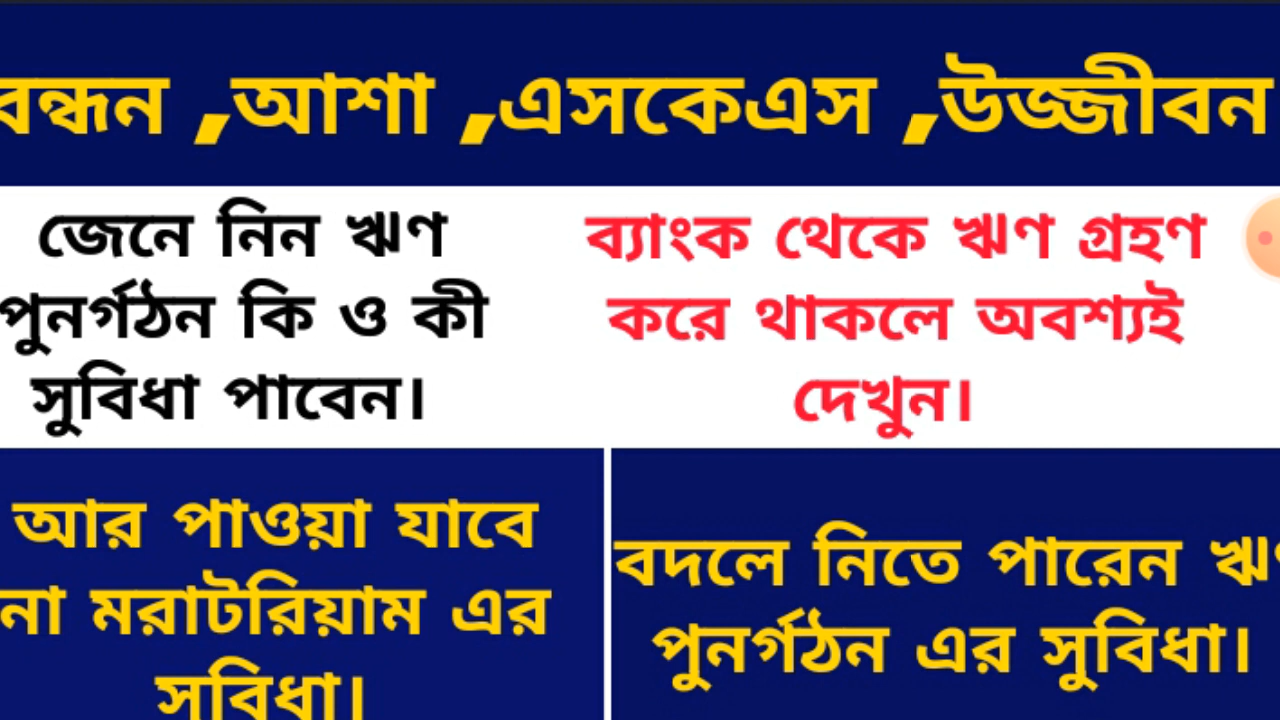 বন্ধন ,আশা ,এসকেএস ,উজ্জীবন
জেনে নিন ঋণ
পুনর্গঠন কি ও কী
সুবিধা পাবেন।
ব্যাংক থেকে ঋণ গ্রহণ
করে থাকলে অবশ্যই
দেখুন।
আর পাওয়া যাবে
না মরাটরিয়াম এর
সুবিধা।
বদলে নিতে পারেন ঋণ
পুনর্গঠন এর সুবিধা।